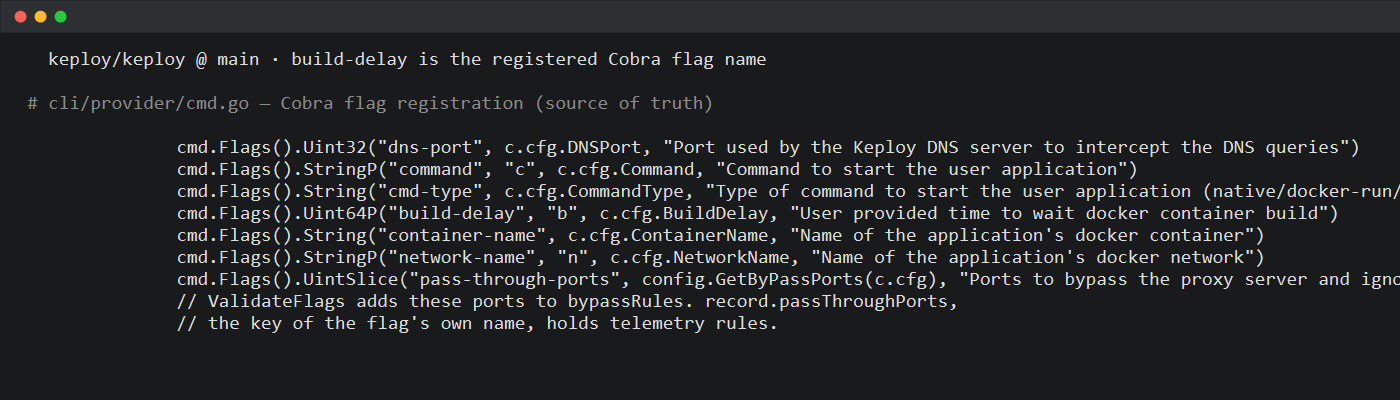 keploy/keploy @ main · build-delay is the registered Cobra flag name
# cli/provider/cmd.go — Cobra flag registration (source of truth)
cmd.Flags().Uint32("dns-port", c.cfg.DNSPort, "Port used by the Keploy DNS server to intercept the DNS queries")
cmd.Flags().StringP("command", "c", c.cfg.Command, "Command to start the user application")
cmd.Flags().String("cmd-type", c.cfg.CommandType, "Type of command to start the user application (native/docker-run/
cmd.Flags().Uint64P("build-delay", "b", c.cfg.BuildDelay, "User provided time to wait docker container build")
cmd.Flags().String("container-name", c.cfg.ContainerName, "Name of the application's docker container")
cmd.Flags().StringP("network-name", "n", c.cfg.NetworkName, "Name of the application's docker network")
cmd.Flags().UintSlice("pass-through-ports", config.GetByPassPorts(c.cfg), "Ports to bypass the proxy server and igno
// ValidateFlags adds these ports to bypassRules. record.passThroughPorts,
// the key of the flag's own name, holds telemetry rules.